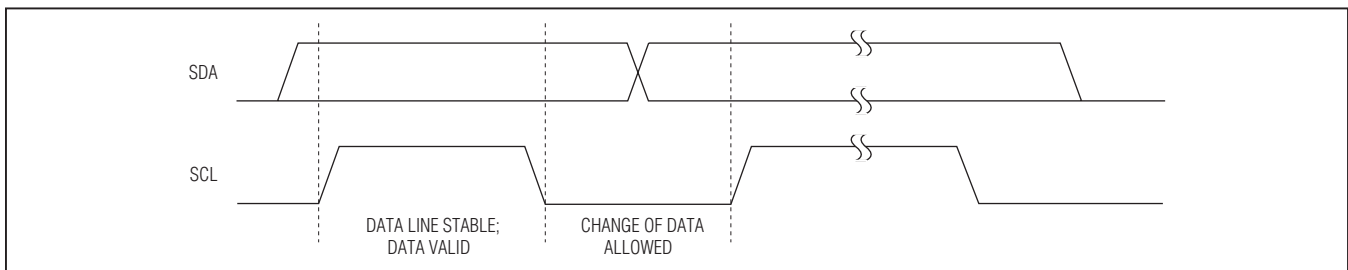 SDA
SCL
DATA LINE STABLE;
DATA VALID
CHANGE OF DATA
ALLOWED